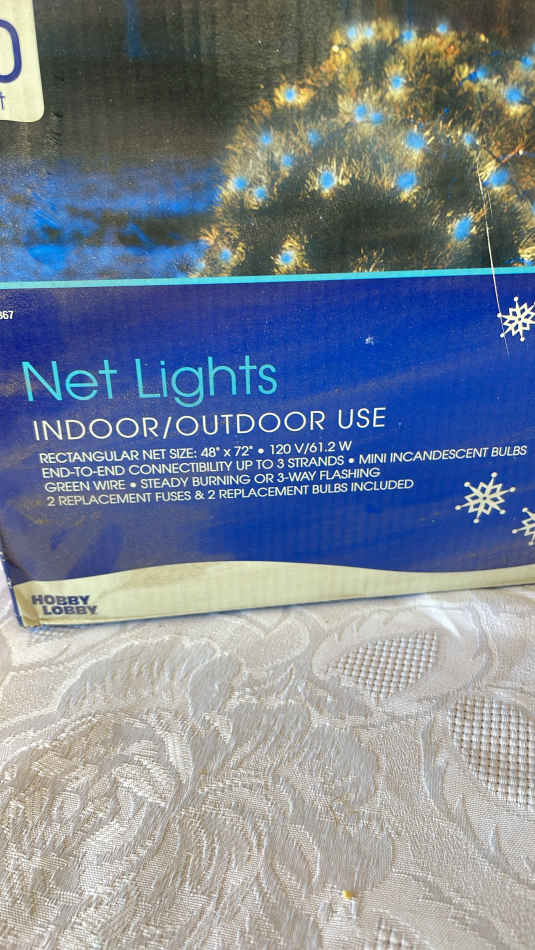 0
867
Net Lights
INDOOR/OUTDOOR USE
RECTANGULAR NET SIZE: 48" x 72" • 120 V/61.2 W
END-TO-END CONNECTIBILITY UP TO 3 STRANDS • MINI INCANDESCENT BULBS
GREEN WIRE • STEADY BURNING OR 3-WAY FLASHING
2 REPLACEMENT FUSES & 2 REPLACEMENT BULBS INCLUDED
HOBBY
LOBBY